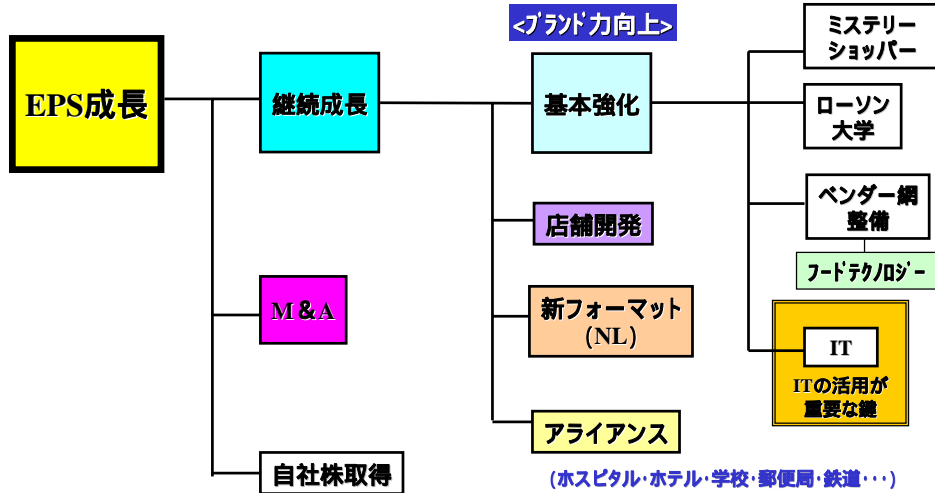 <ブランド力向上>
EPS成長
継続成長
M&A
自社株取得
基本強化
店舗開発
新フォーマット
(NL)
アライアンス
(ホスピタル･ホテル･学校･郵便局･鉄道･･･)
ミステリー
ショッパー
ローソン
大学
ベンダー網
整備
フードテクノロジー
IT
ITの活用が
重要な鍵